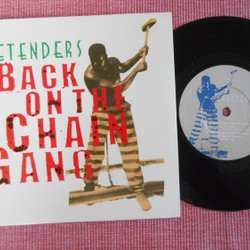 ETENDERS
BACK
ON THE
CHAIN
GANG